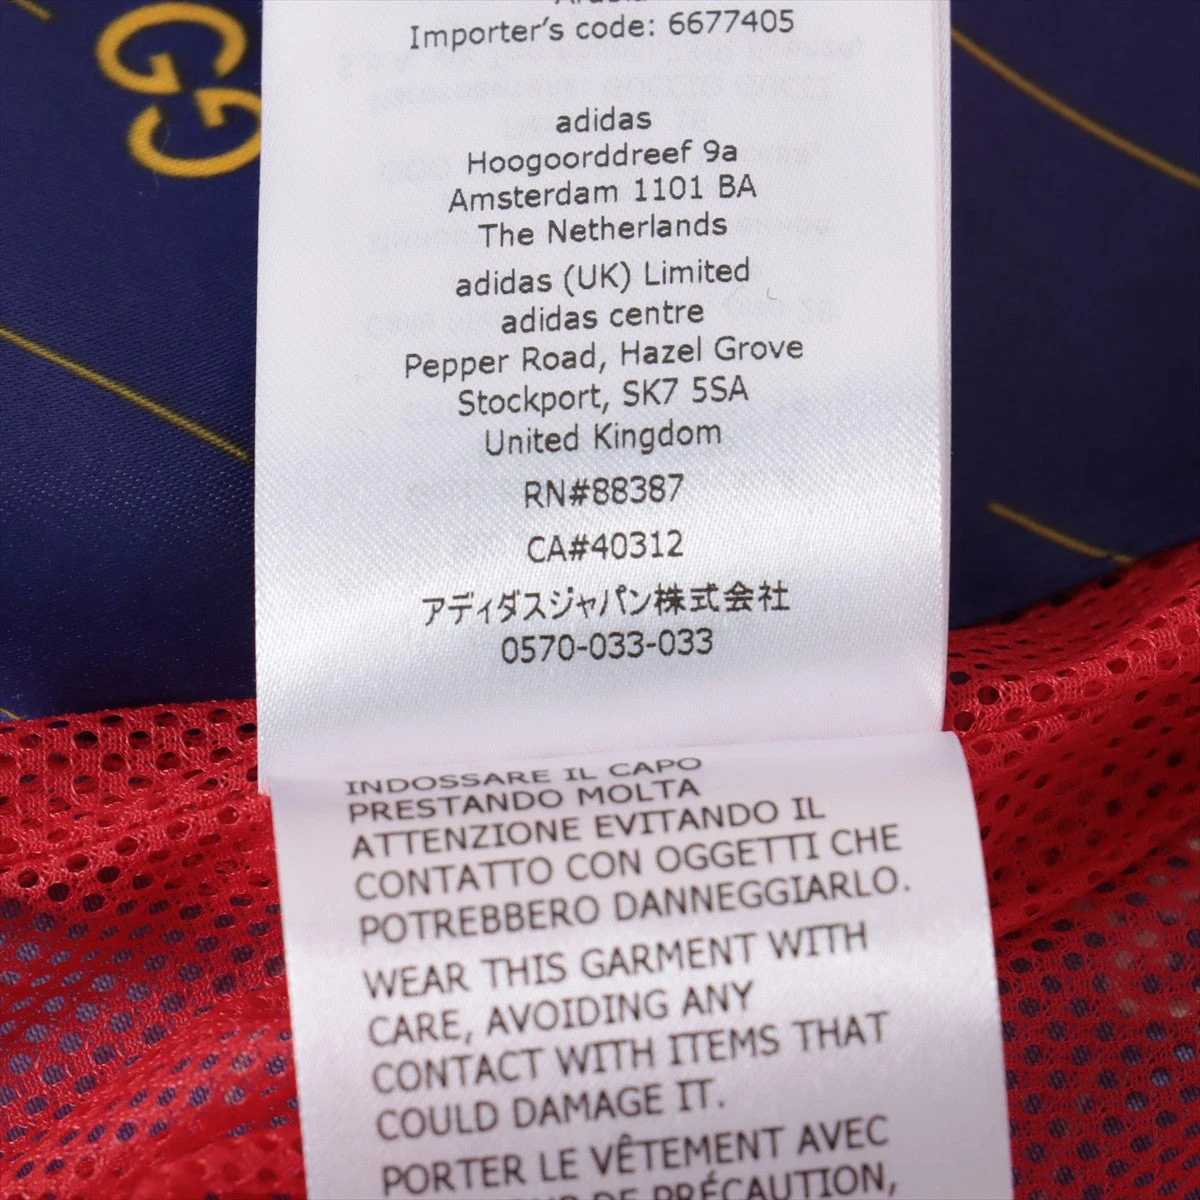 Importer's code: 6677405
adidas
Hoogoorddreef 9a
Amsterdam 1101 BA
The Netherlands
adidas (UK) Limited
adidas centre
Pepper Road, Hazel Grove
Stockport, SK7 5SA
United Kingdom
RN#88387
CA#40312
アディダスジャパン株式会社
0570-033-033
INDOSSARE IL CAPO
PRESTANDO MOLTA
ATTENZIONE EVITANDO IL
CONTATTO CON OGGETTI CHE
POTREBBERO DANNEGGIARLO.
WEAR THIS GARMENT WITH
CARE, AVOIDING ANY
CONTACT WITH ITEMS THAT
COULD DAMAGE IT.
PORTER LE VÊTEMENT AVEC
DE PRÉCAUTION,